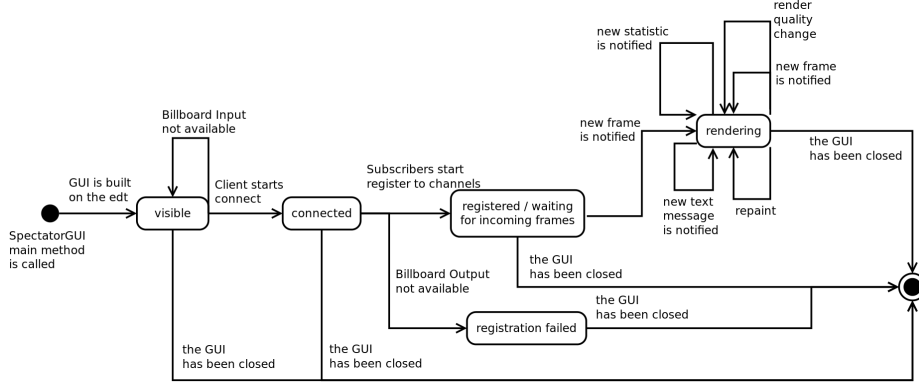 render
quality
change
new statistic
is notified
new frame
is notified
Billboard Input
not available
new frame
is notified
rendering
the GUI
has been closed
Subscribers start
register to channels
GUI is built
on the edt
Client starts
connect
visible
connected
registered / waiting
for incoming frames
new text
message
is notified
repaint
SpectatorGUI
main method
is called
the GUI
has been closed
Billboard Output
not available
the GUI
has been closed
registration failed
the GUI
has been closed
the GUI
has been closed